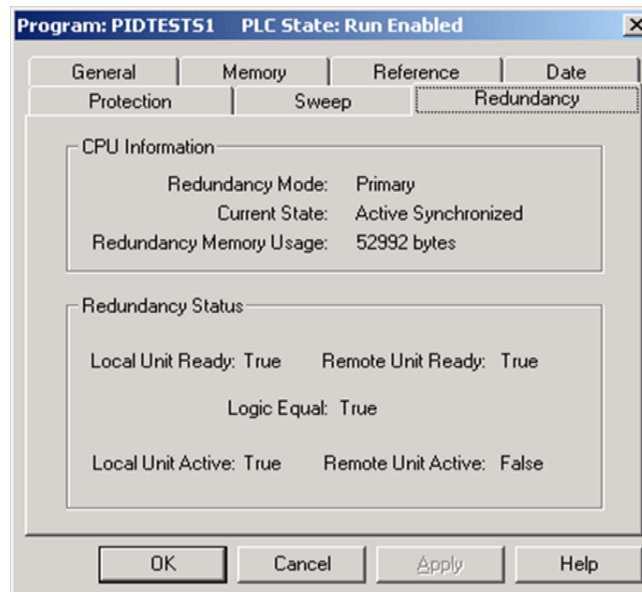 Program: PIDTESTS1 PLC State: Run Enabled
General Memory Reference Date
Protection Sweep Redundancy
CPU Information
Redundancy Mode: Primary
Current State: Active Synchronized
Redundancy Memory Usage: 52992 bytes
Redundancy Status
Local Unit Ready: True Remote Unit Ready: True
Logic Equal: True
Local Unit Active: True Remote Unit Active: False
OK Cancel Apply Help